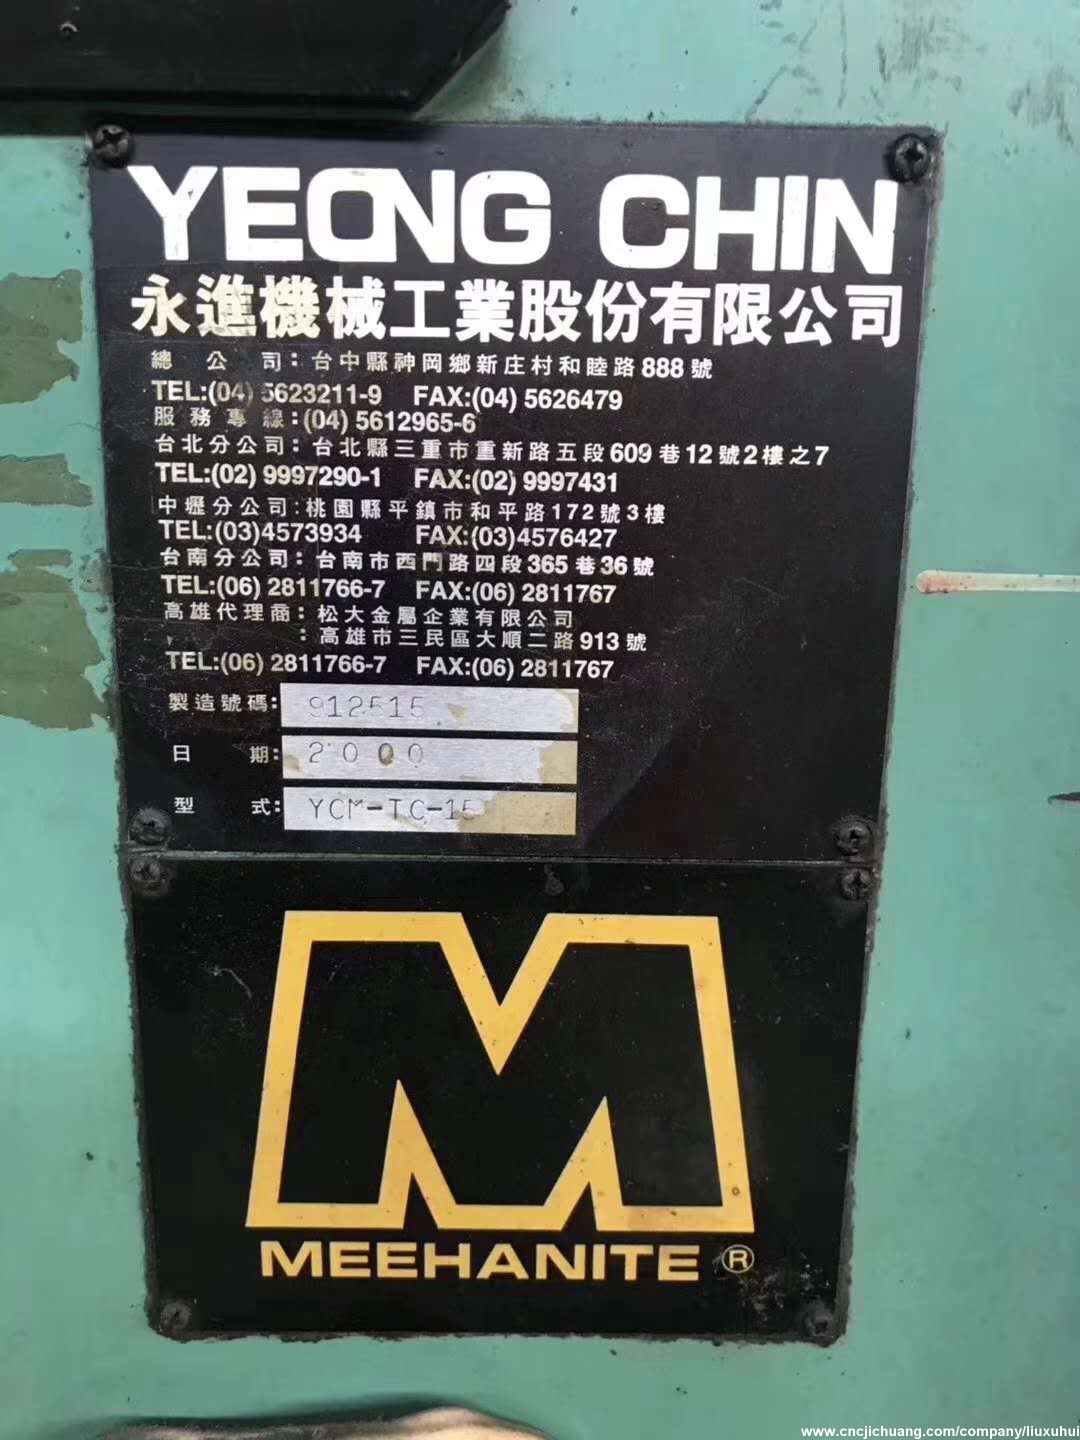 YEONG CHIN
永進機械工業股份有限公司
總公司：台中縣神岡鄉新庄村和睦路888號
TEL:(04) 5623211-9 FAX:(04) 5626479
服務專線：(04) 5612965-6
台北分公司：台北縣三重市重新路五段609巷12號2樓之7
TEL:(02) 9997290-1 FAX:(02) 9997431
中壢分公司：桃園縣平鎮市和平路172號3樓
TEL:(03)4573934 FAX:(03)4576427
台南分公司：台南市西門路四段365巷36號
TEL:(06) 2811766-7 FAX:(06) 2811767
高雄代理商：松大金屬企業有限公司
：高雄市三民區大順二路913號
TEL:(06) 2811766-7 FAX:(06) 2811767
製造號碼：912515
日期：2000
型式：YCM-TC-15
MEEHANITE ®
www.cncjichuang.com/company/liuxuhui